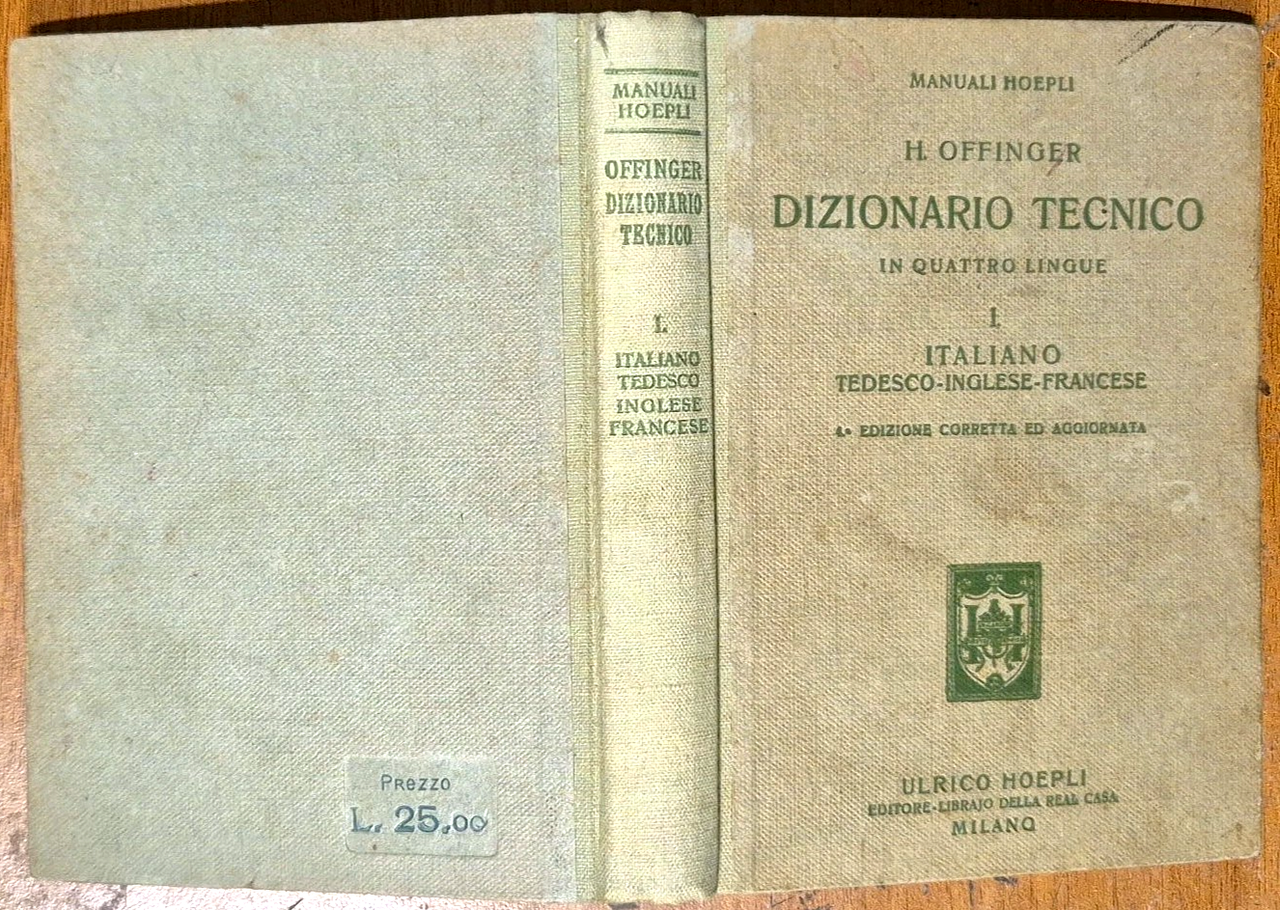 Prezzo
L. 25.00
MANUALI
HOEPLI
OFFINGER
DIZIONARIO
TECNICO
I.
ITALIANO
TEDESCO
INGLESE
FRANCESE
MANUALI HOEPLI
H. OFFINGER
DIZIONARIO TECNICO
IN QUATTRO LINGUE
I.
ITALIANO
TEDESCO-INGLESE-FRANCESE
4ª EDIZIONE CORRETTA ED AGGIORNATA
ULRICO HOEPLI
EDITORE-LIBRAJO DELLA REAL CASA
MILANO